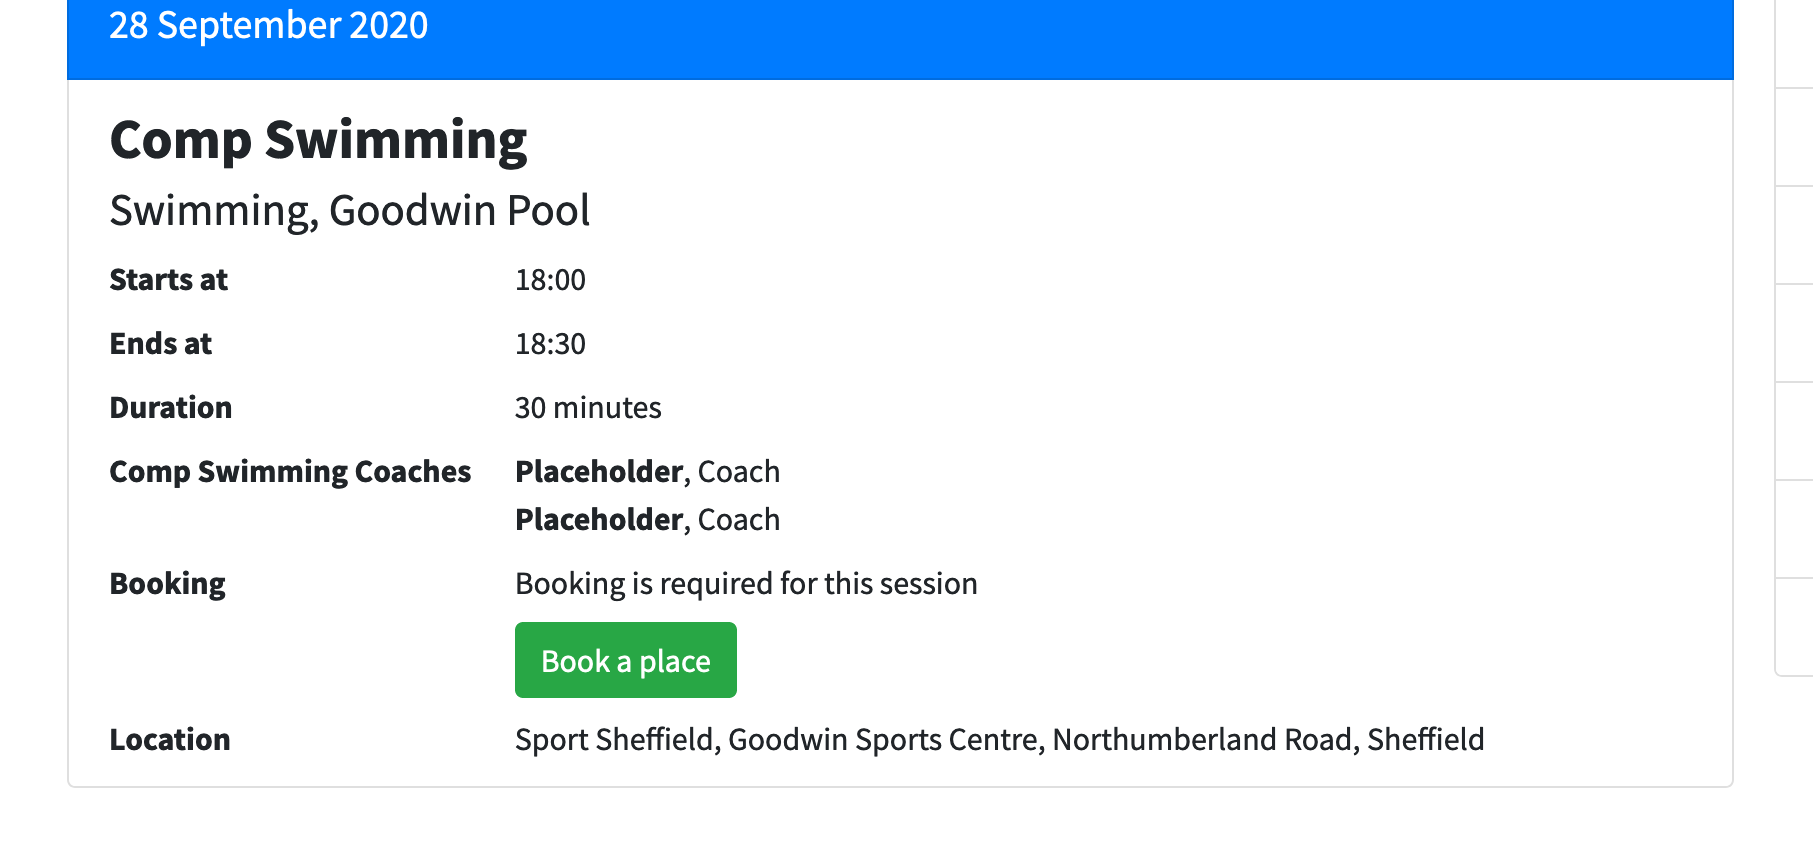 28 September 2020
Comp Swimming
Swimming, Goodwin Pool
Starts at 18:00
Ends at 18:30
Duration 30 minutes
Comp Swimming Coaches Placeholder, Coach
Placeholder, Coach
Booking Booking is required for this session
Book a place
Location Sport Sheffield, Goodwin Sports Centre, Northumberland Road, Sheffield